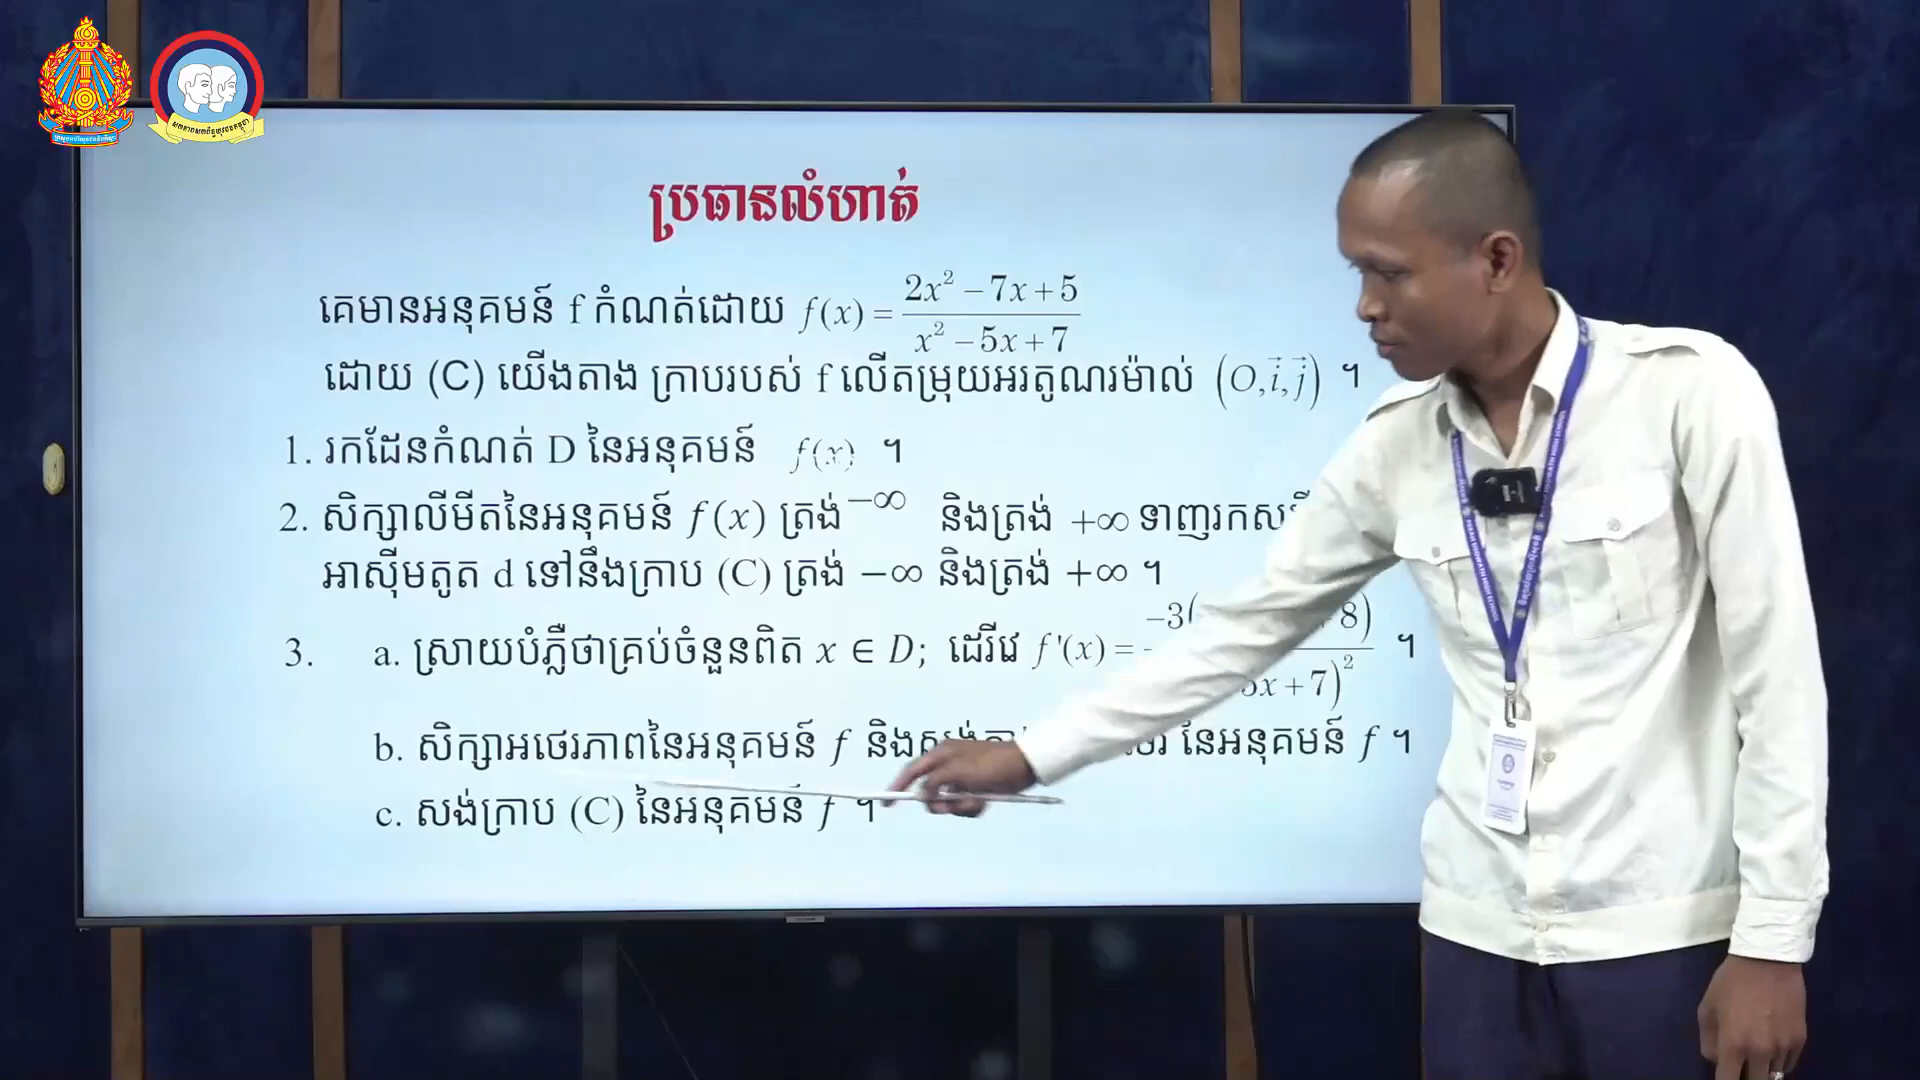 ប្រធានលំហាត់
គេមានអនុគមន៍ f កំណត់ដោយ f(x) = (2x² − 7x + 5) / (x² − 5x + 7)
ដោយ (C) យើងតាង ក្រាបរបស់ f លើតម្រុយអរតូណរម៉ាល់ (O, i⃗, j⃗) ។
1. រកដែនកំណត់ D នៃអនុគមន៍ f(x) ។
2. សិក្សាលីមីតនៃអនុគមន៍ f(x) ត្រង់ −∞ និងត្រង់ +∞ ទាញរក
អាស៊ីមតូត d ទៅនឹងក្រាប (C) ត្រង់ −∞ និងត្រង់ +∞ ។
3. a. ស្រាយបំភ្លឺថាគ្រប់ចំនួនពិត x ∈ D; ដេរីវេ f'(x) = −3( 8) / x + 7)² ។
b. សិក្សាអថេរភាពនៃអនុគមន៍ f និងសង់ នៃអនុគមន៍ f ។
c. សង់ក្រាប (C) នៃអនុគមន៍ f ។